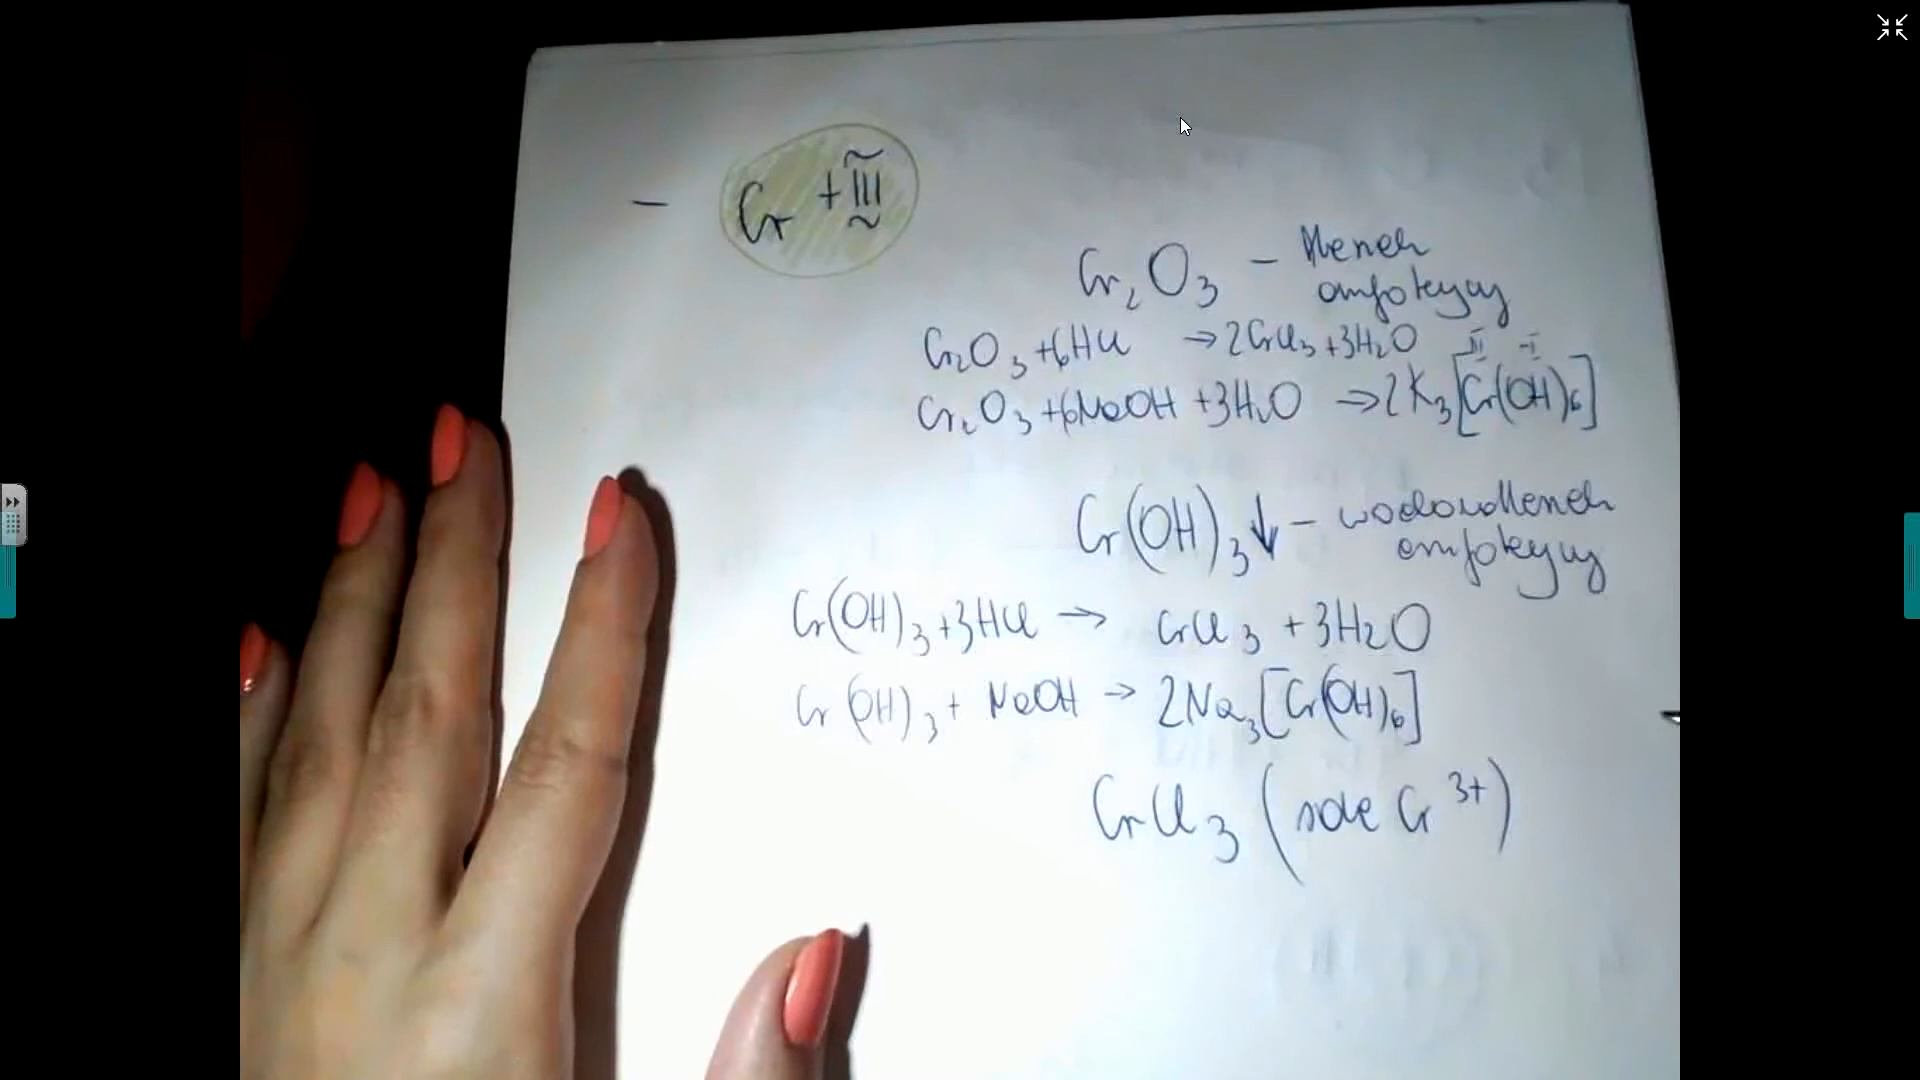 - Cr +III
Cr₂O₃ - tlenek
amfoteryczny
Cr₂O₃ + 6HCl → 2CrCl₃ + 3H₂O
III -I
Cr₂O₃ + 6NaOH + 3H₂O → 2K₃[Cr(OH)₆]
Cr(OH)₃↓ - wodorotlenek
amfoteryczny
Cr(OH)₃ + 3HCl → CrCl₃ + 3H₂O
Cr(OH)₃ + NaOH → 2Na₃[Cr(OH)₆]
CrCl₃ (sole Cr³⁺)